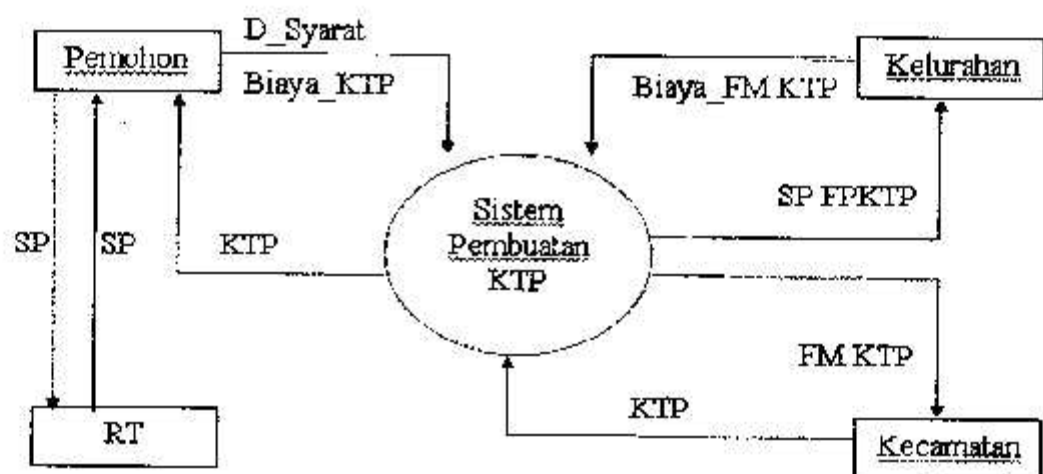 D_Syarat
Pemohon
Kelurahan
Biaya_KTP
Biaya_FM KTP
SP FPKTP
Sistem
Pembuatan
KTP
SP
SP
KTP
FM KTP
KTP
RT
Kecamatan